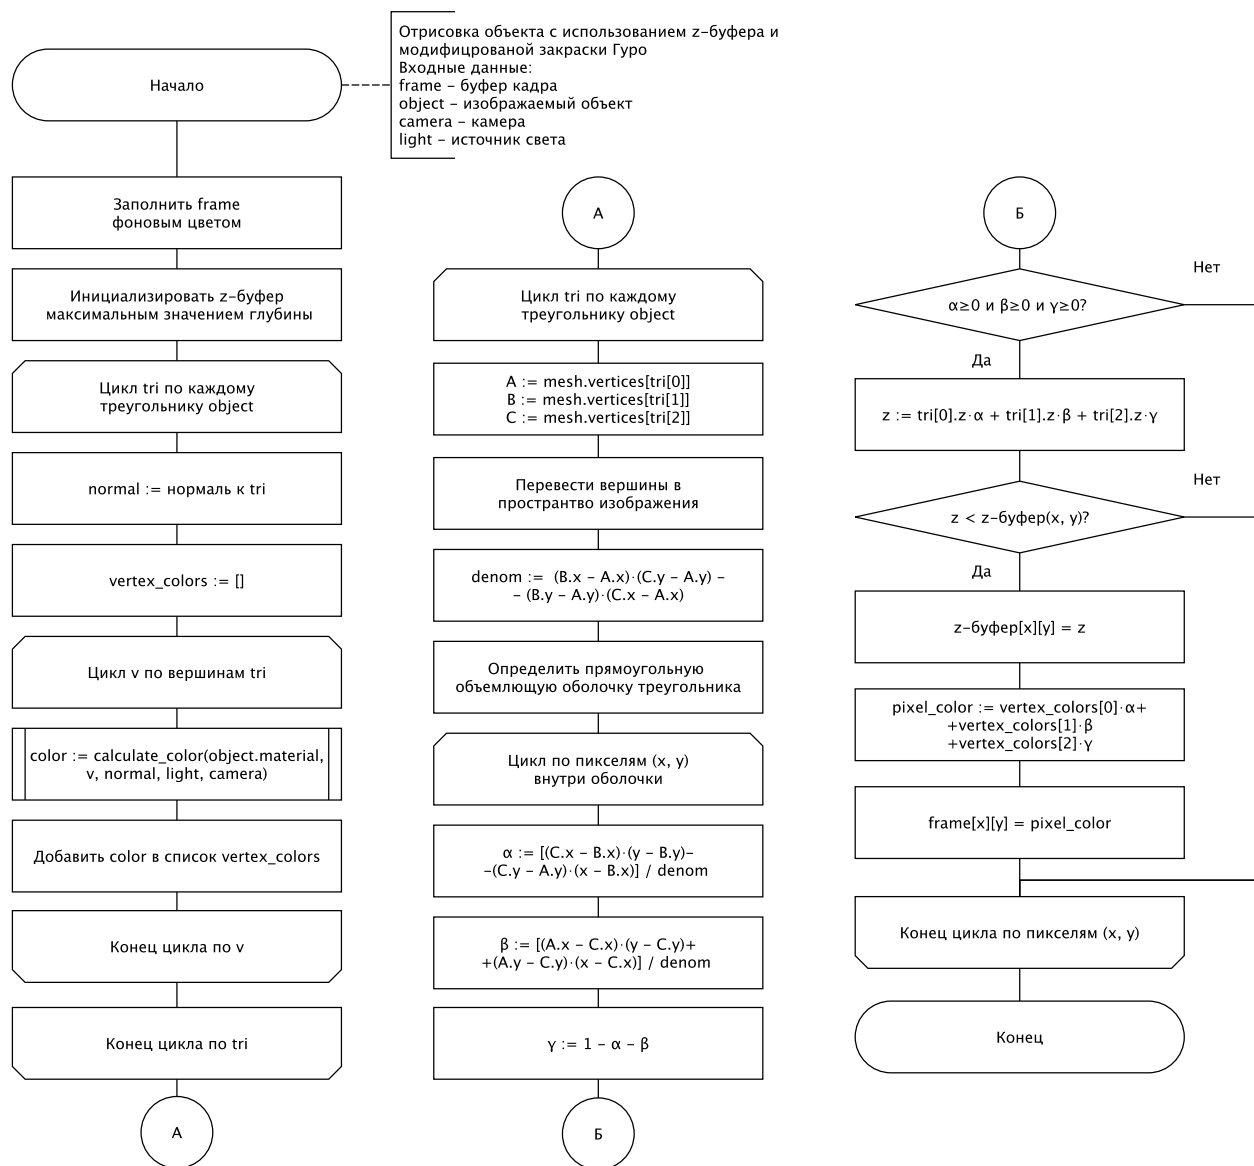 Начало
Отрисовка объекта с использованием z-буфера и
модифицрованой закраски Гуро
Входные данные:
frame – буфер кадра
object – изображаемый объект
camera – камера
light – источник света
Заполнить frame
фоновым цветом
Инициализировать z-буфер
максимальным значением глубины
Цикл tri по каждому
треугольнику object
normal := нормаль к tri
vertex_colors := []
Цикл v по вершинам tri
color := calculate_color(object.material,
v, normal, light, camera)
Добавить color в список vertex_colors
Конец цикла по v
Конец цикла по tri
А
А
Цикл tri по каждому
треугольнику object
A := mesh.vertices[tri[0]]
B := mesh.vertices[tri[1]]
C := mesh.vertices[tri[2]]
Перевести вершины в
пространтво изображения
denom :=  (B.x – A.x)·(C.y – A.y) –
– (B.y – A.y)·(C.x – A.x)
Определить прямоугольную
объемлющую оболочку треугольника
Цикл по пикселям (x, y)
внутри оболочки
α := [(C.x – B.x)·(y – B.y)–
–(C.y – A.y)·(x – B.x)] / denom
β := [(A.x – C.x)·(y – C.y)+
+(A.y – C.y)·(x – C.x)] / denom
γ := 1 – α – β
Б
Б
α≥0 и β≥0 и γ≥0?
Нет
Да
z := tri[0].z·α + tri[1].z·β + tri[2].z·γ
z < z-буфер(x, y)?
Нет
Да
z-буфер[x][y] = z
pixel_color := vertex_colors[0]·α+
+vertex_colors[1]·β
+vertex_colors[2]·γ
frame[x][y] = pixel_color
Конец цикла по пикселям (x, y)
Конец